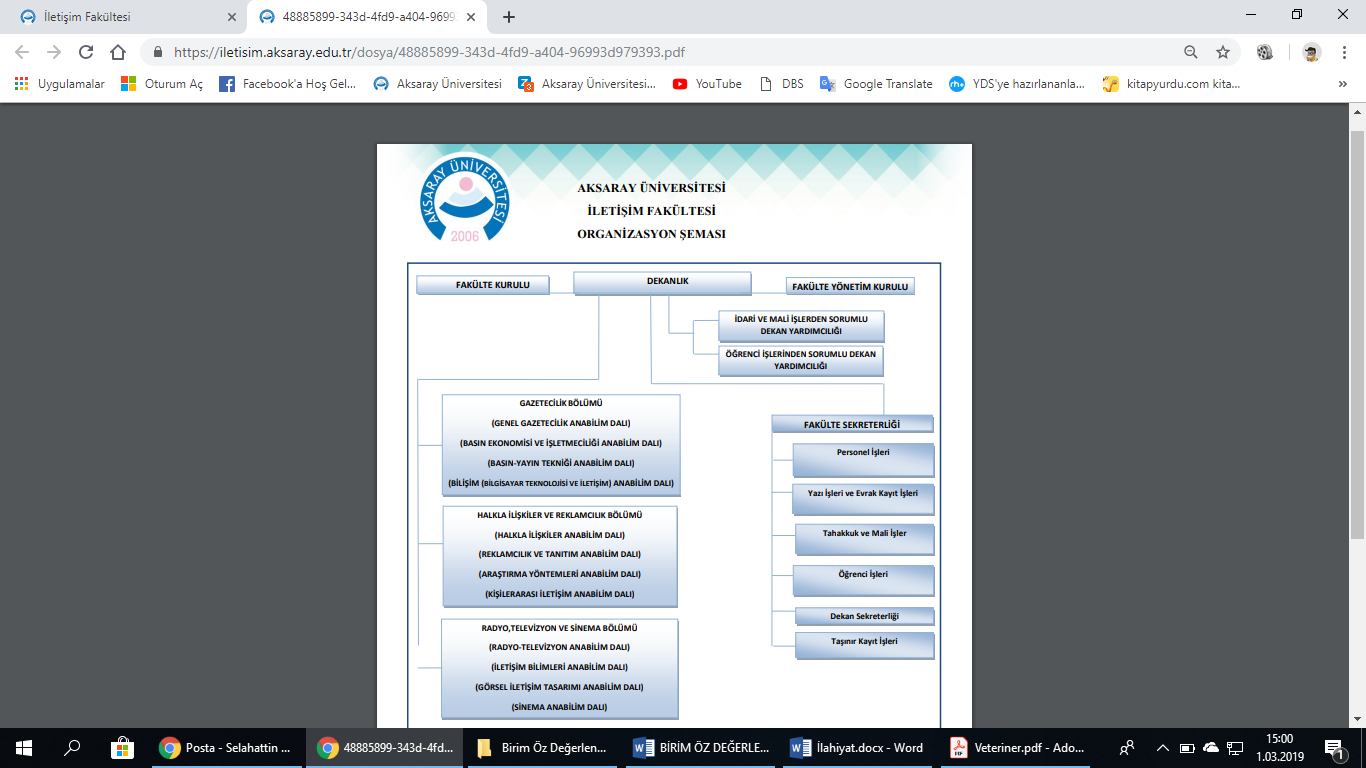 İletişim Fakültesi
48885899-343d-4fd9-a404-9699
https://iletisim.aksaray.edu.tr/dosya/48885899-343d-4fd9-a404-96993d979393.pdf
Uygulamalar
Oturum Aç
Facebook'a Hoş Gel...
Aksaray Üniversitesi
Aksaray Üniversitesi...
YouTube
DBS
Google Translate
YDS'ye hazırlananla...
kitapyurdu.com kita...
»
AKSARAY ÜNİVERSİTESİ
2006
AKSARAY ÜNİVERSİTESİ
İLETİŞİM FAKÜLTESİ
ORGANİZASYON ŞEMASI
FAKÜLTE KURULU
DEKANLIK
FAKÜLTE YÖNETİM KURULU
İDARİ VE MALİ İŞLERDEN SORUMLU
DEKAN YARDIMCILIĞI
ÖĞRENCİ İŞLERİNDEN SORUMLU DEKAN
YARDIMCILIĞI
GAZETECİLİK BÖLÜMÜ
(GENEL GAZETECİLİK ANABİLİM DALI)
(BASIN EKONOMİSİ VE İŞLETMECİLİĞİ ANABİLİM DALI)
(BASIN-YAYIN TEKNİĞİ ANABİLİM DALI)
(BİLİŞİM (BİLGİSAYAR TEKNOLOJİSİ VE İLETİŞİM) ANABİLİM DALI)
HALKLA İLİŞKİLER VE REKLAMCILIK BÖLÜMÜ
(HALKLA İLİŞKİLER ANABİLİM DALI)
(REKLAMCILIK VE TANITIM ANABİLİM DALI)
(ARAŞTIRMA YÖNTEMLERİ ANABİLİM DALI)
(KİŞİLERARASI İLETİŞİM ANABİLİM DALI)
RADYO,TELEVİZYON VE SİNEMA BÖLÜMÜ
(RADYO-TELEVİZYON ANABİLİM DALI)
(İLETİŞİM BİLİMLERİ ANABİLİM DALI)
(GÖRSEL İLETİŞİM TASARIMI ANABİLİM DALI)
(SİNEMA ANABİLİM DALI)
FAKÜLTE SEKRETERLİĞİ
Personel İşleri
Yazı İşleri ve Evrak Kayıt İşleri
Tahakkuk ve Mali İşler
Öğrenci İşleri
Dekan Sekreterliği
Taşınır Kayıt İşleri
Posta - Selahattin ...
48885899-343d-4fd...
Birim Öz Değerlen...
BİRİM ÖZ DEĞERLE...
İlahiyat.docx - Word
Veteriner.pdf - Ado...
15:00
1.03.2019
1